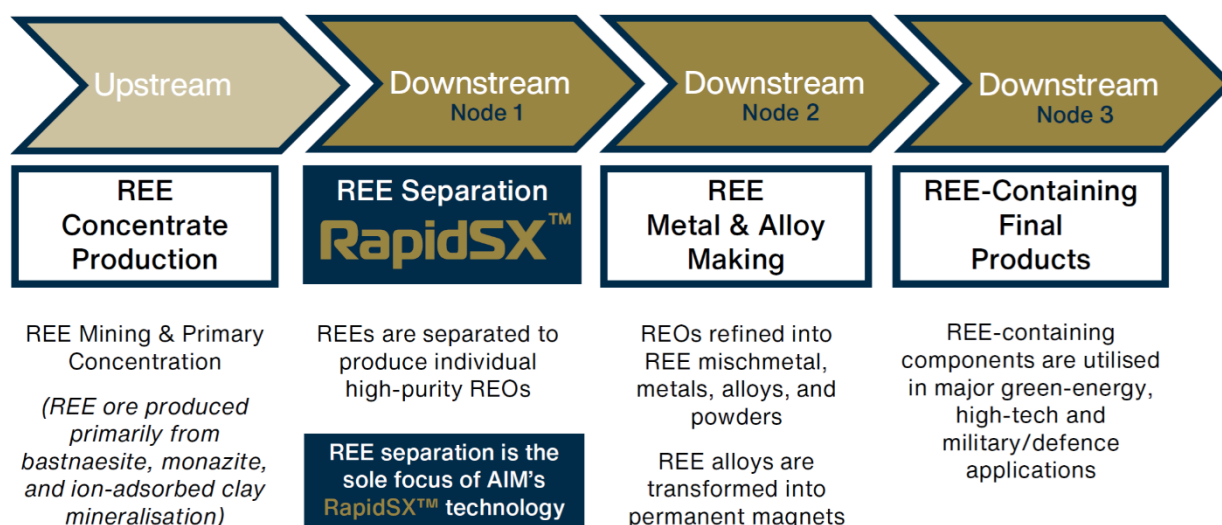 Upstream
Downstream
Node 1
Downstream
Node 2
Downstream
Node 3
REE
Concentrate
Production
REE Separation
RapidSX™
REE
Metal & Alloy
Making
REE-Containing
Final
Products
REE Mining & Primary
Concentration
(REE ore produced
primarily from
bastnaesite, monazite,
and ion-adsorbed clay
mineralisation)
REEs are separated to
produce individual
high-purity REOs
REE separation is the
sole focus of AIM's
RapidSX™ technology
REOs refined into
REE mischmetal,
metals, alloys, and
powders
REE alloys are
transformed into
permanent magnets
REE-containing
components are utilised
in major green-energy,
high-tech and
military/defence
applications